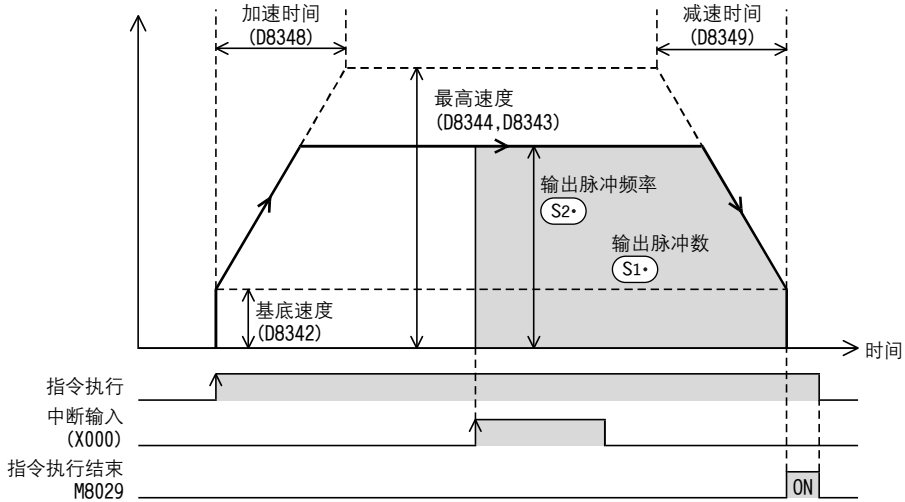 加速时间
(D8348)
减速时间
(D8349)
最高速度
(D8344,D8343)
输出脉冲频率
S2·
输出脉冲数
S1·
基底速度
(D8342)
时间
指令执行
中断输入
(X000)
指令执行结束
M8029
ON